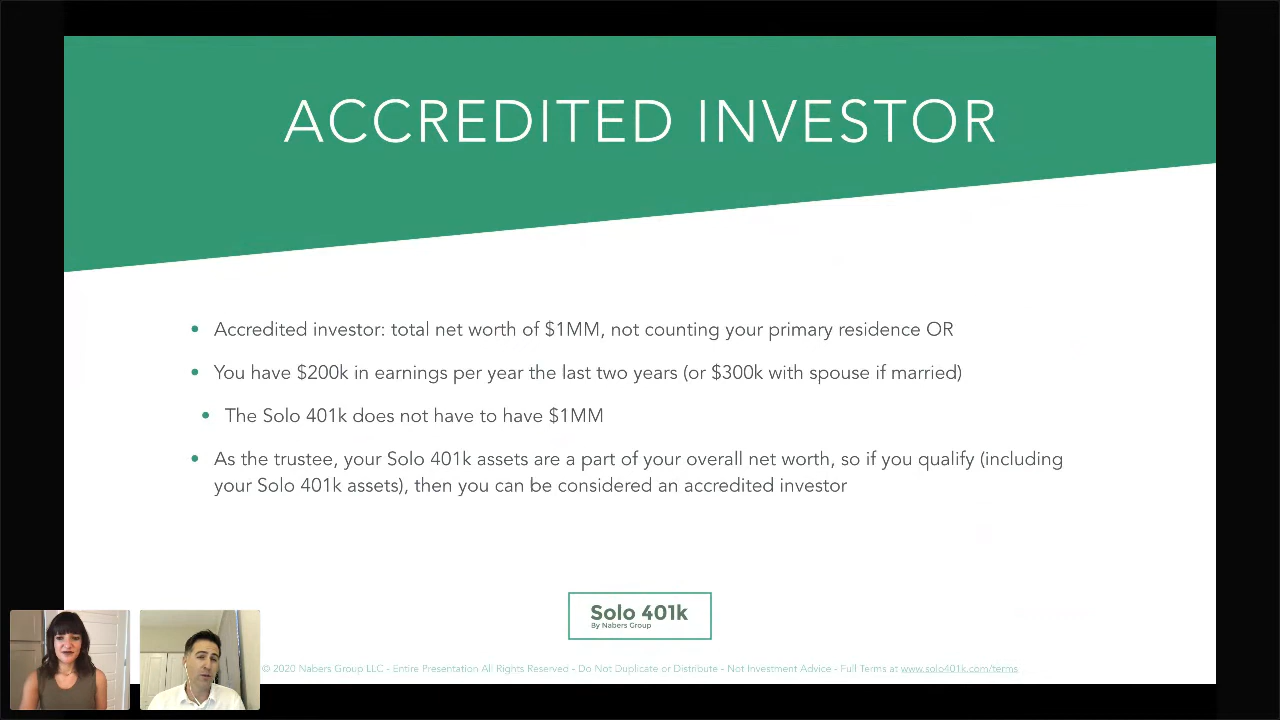 ACCREDITED INVESTOR
• Accredited investor: total net worth of $1MM, not counting your primary residence OR
• You have $200k in earnings per year the last two years (or $300k with spouse if married)
• The Solo 401k does not have to have $1MM
• As the trustee, your Solo 401k assets are a part of your overall net worth, so if you qualify (including
your Solo 401k assets), then you can be considered an accredited investor
Solo 401k
By Nabers Group
© 2020 Nabers Group LLC - Entire Presentation All Rights Reserved - Do Not Duplicate or Distribute - Not Investment Advice - Full Terms at www.solo401k.com/terms